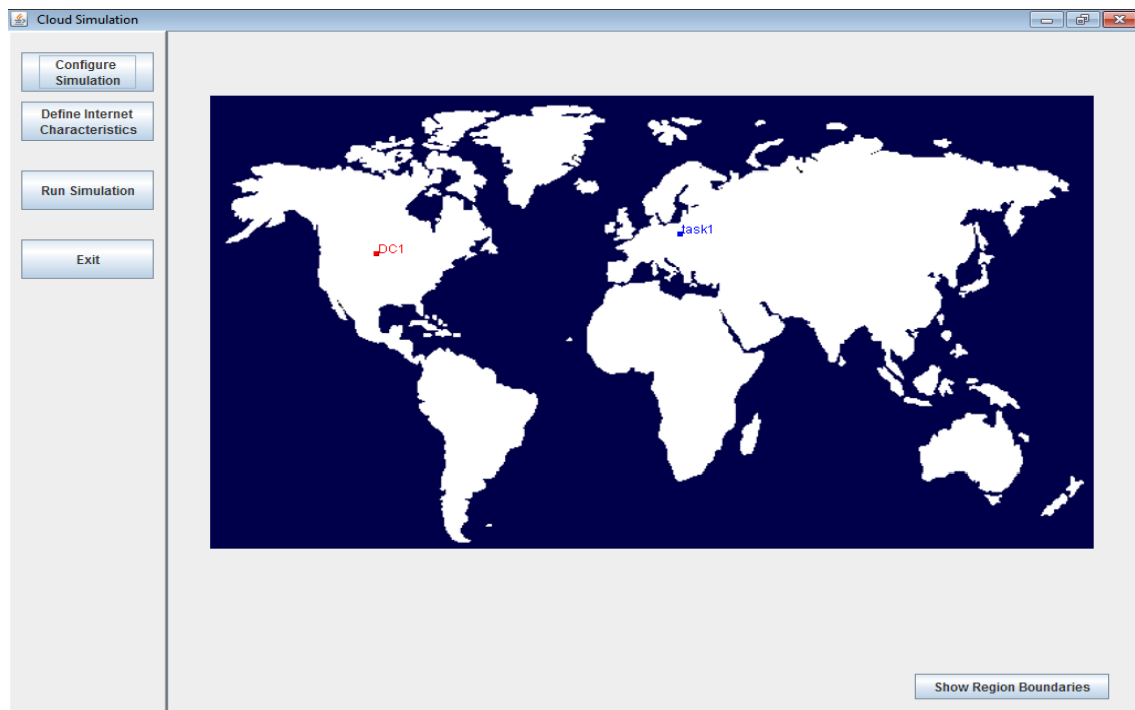 Cloud Simulation
Configure
Simulation
Define Internet
Characteristics
Run Simulation
Exit
DC1
task1
Show Region Boundaries